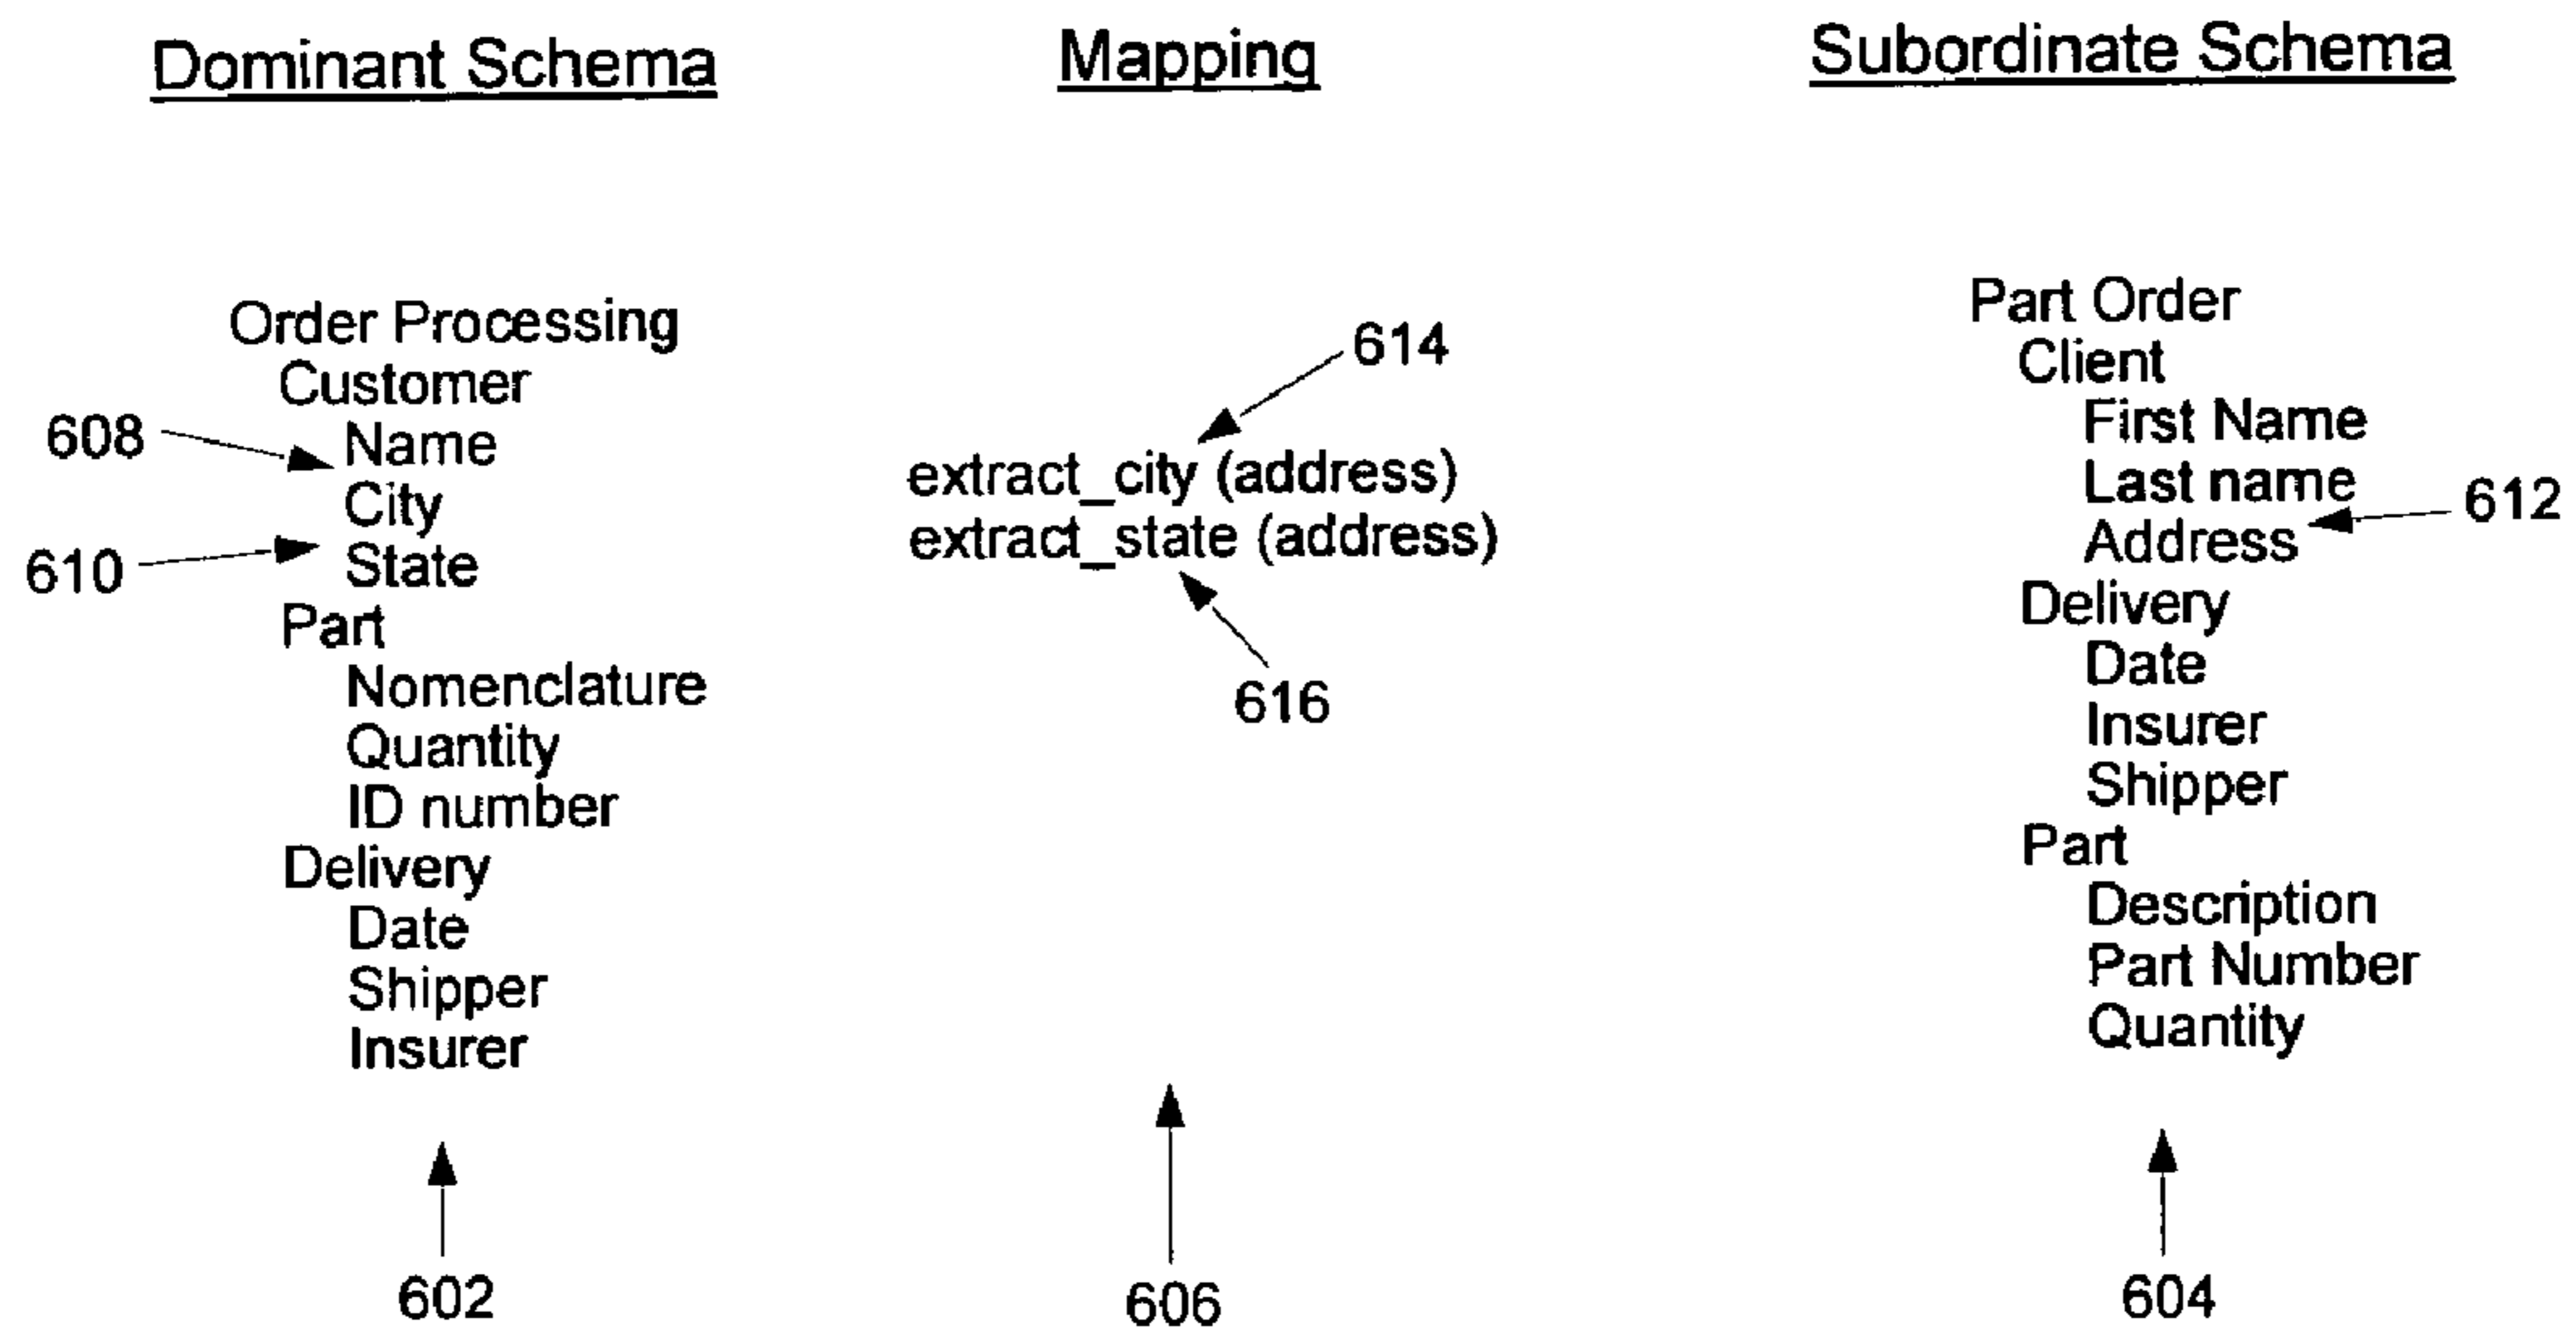 Dominant Schema
Mapping
Subordinate Schema
Order Processing
Customer
608
Name
City
610
State
Part
Nomenclature
Quantity
ID number
Delivery
Date
Shipper
Insurer
602
614
extract_city (address)
extract_state (address)
616
606
Part Order
Client
First Name
Last name
612
Address
Delivery
Date
Insurer
Shipper
Part
Description
Part Number
Quantity
604